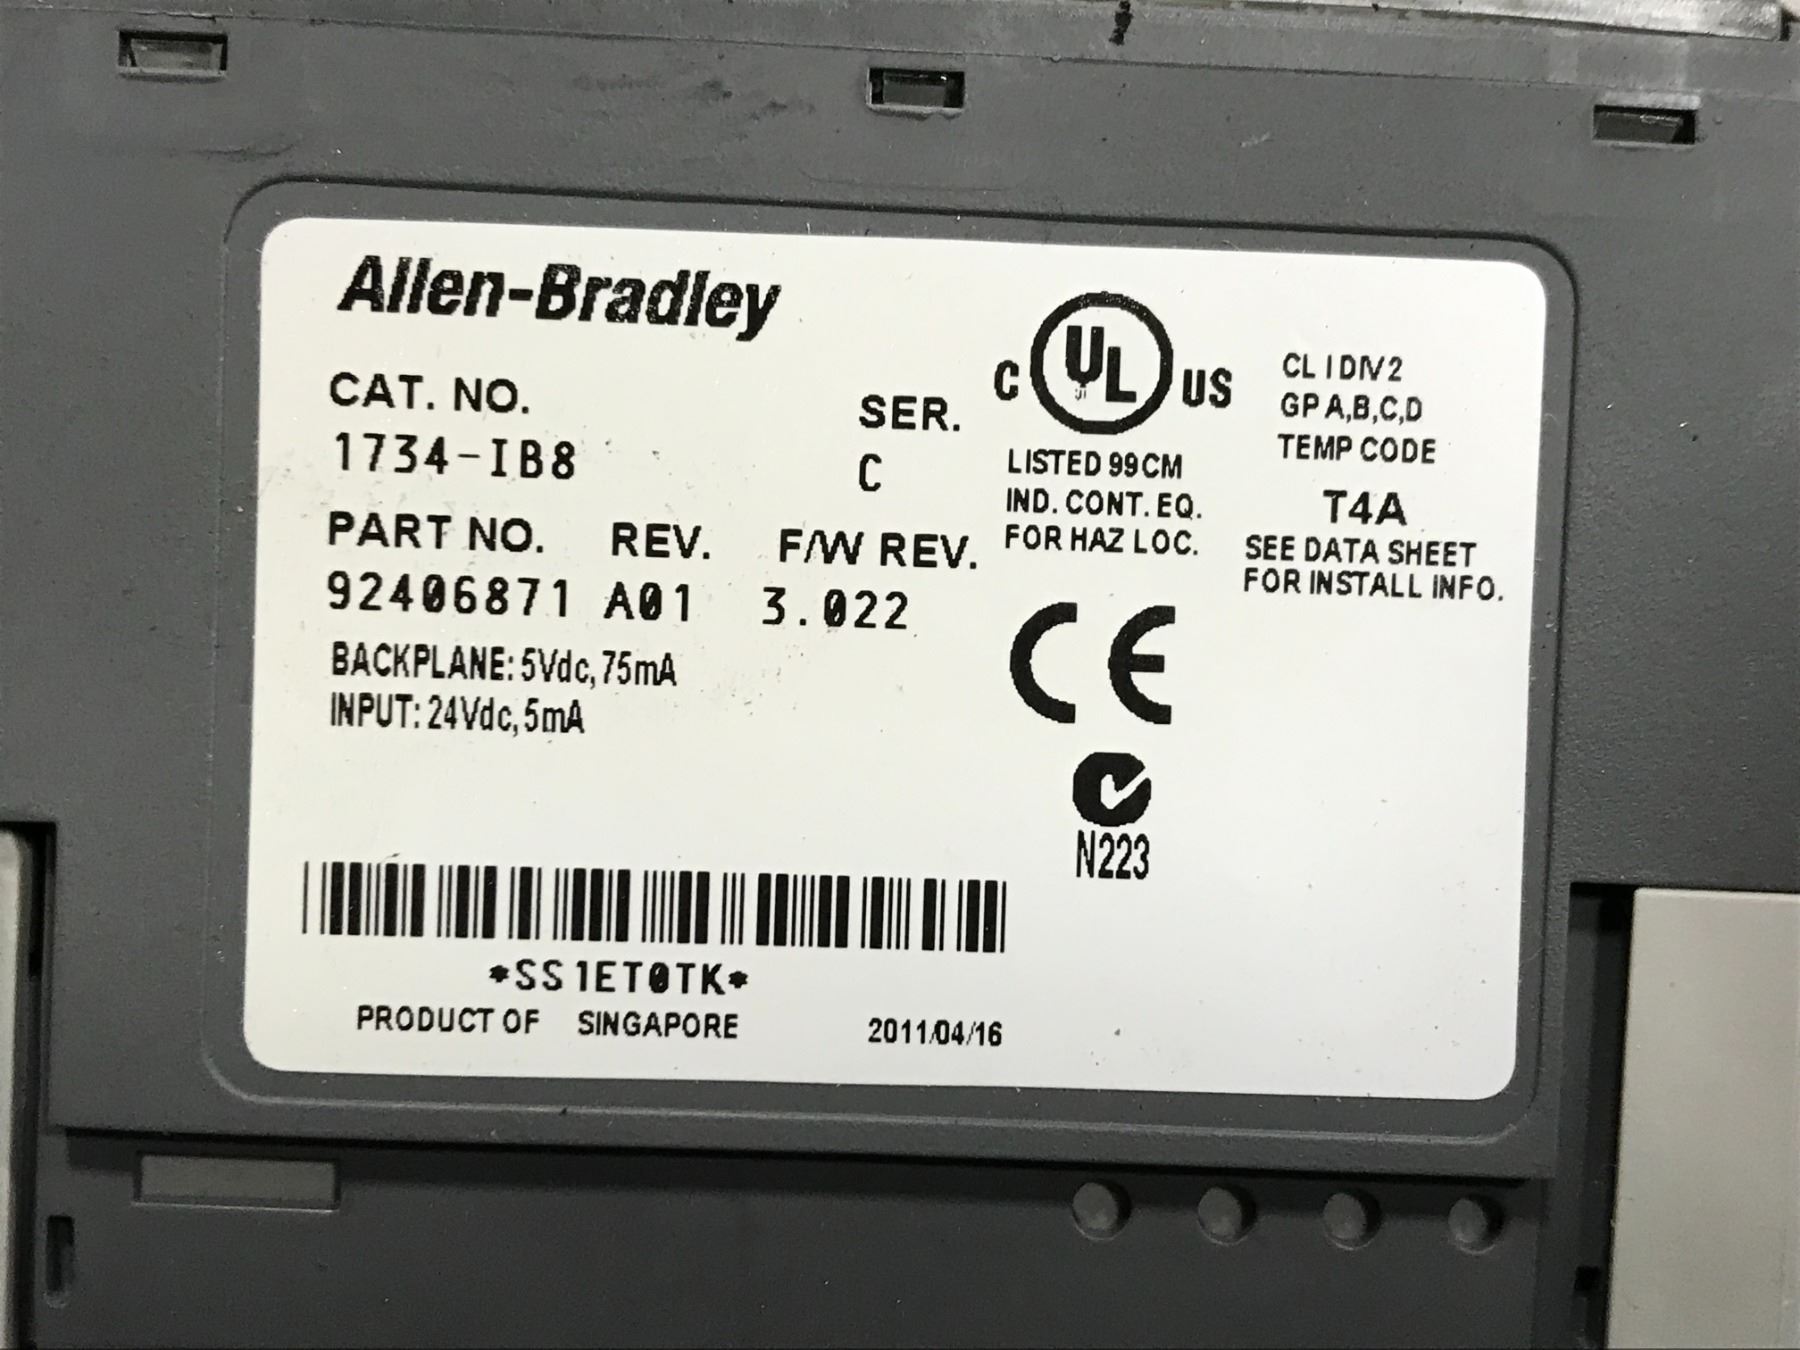 Allen-Bradley
CAT. NO.
1734-IB8
SER.
C
PART NO. REV. F/W REV.
92406871 A01 3.022
BACKPLANE: 5Vdc, 75mA
INPUT: 24Vdc, 5mA
C UL US
LISTED 99CM
IND. CONT. EQ.
FOR HAZ LOC.
CL I DIV 2
GP A,B,C,D
TEMP CODE
T4A
SEE DATA SHEET
FOR INSTALL INFO.
CE
N223
*SS1ET0TK*
PRODUCT OF SINGAPORE 2011/04/16